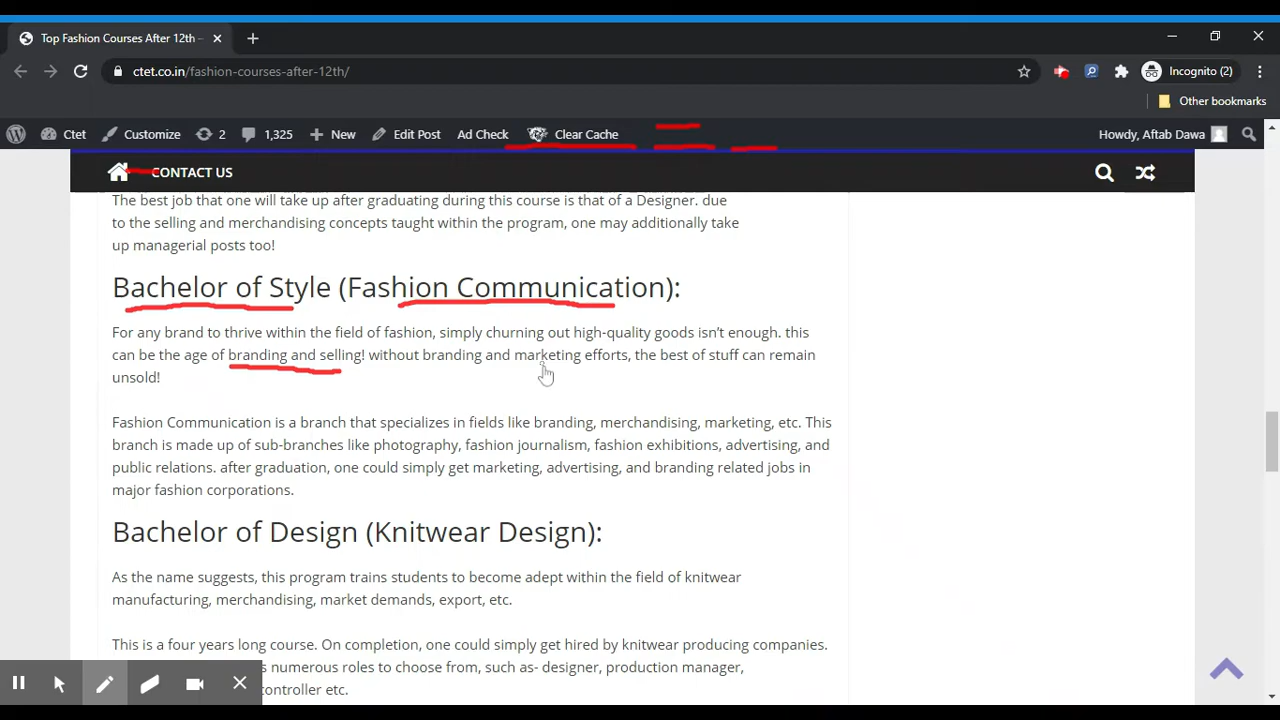 Top Fashion Courses After 12th –
ctet.co.in/fashion-courses-after-12th/
Incognito (2)
Other bookmarks
Ctet Customize 2 1,325 New Edit Post Ad Check Clear Cache Howdy, Aftab Dawa
CONTACT US
The best job that one will take up after graduating during this course is that of a Designer. due
to the selling and merchandising concepts taught within the program, one may additionally take
up managerial posts too!
Bachelor of Style (Fashion Communication):
For any brand to thrive within the field of fashion, simply churning out high-quality goods isn't enough. this
can be the age of branding and selling! without branding and marketing efforts, the best of stuff can remain
unsold!
Fashion Communication is a branch that specializes in fields like branding, merchandising, marketing, etc. This
branch is made up of sub-branches like photography, fashion journalism, fashion exhibitions, advertising, and
public relations. after graduation, one could simply get marketing, advertising, and branding related jobs in
major fashion corporations.
Bachelor of Design (Knitwear Design):
As the name suggests, this program trains students to become adept within the field of knitwear
manufacturing, merchandising, market demands, export, etc.
This is a four years long course. On completion, one could simply get hired by knitwear producing companies.
numerous roles to choose from, such as- designer, production manager,
controller etc.